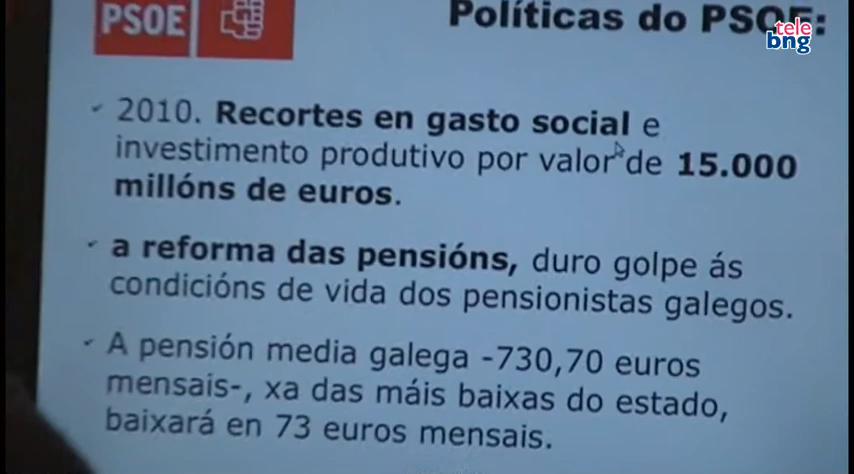 PSOE
Políticas do PSOE:
tele
bng
2010. Recortes en gasto social e
investimento produtivo por valor de 15.000
millóns de euros.
a reforma das pensións, duro golpe ás
condicións de vida dos pensionistas galegos.
A pensión media galega -730,70 euros
mensais-, xa das máis baixas do estado,
baixará en 73 euros mensais.